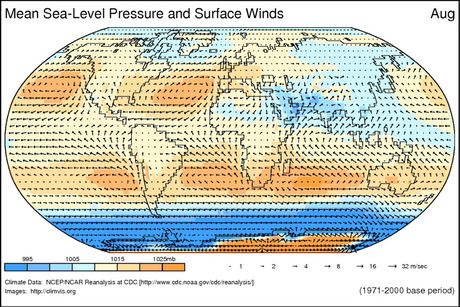 Mean Sea-Level Pressure and Surface Winds
Aug
995 1005 1015 1025mb
- 1 → 2 → 4 → 8 → 16 → 32 m/sec
Climate Data: NCEP/NCAR Reanalysis at CDC [http://www.cdc.noaa.gov/cdc/reanalysis/]
Images: http://climvis.org
(1971-2000 base period)